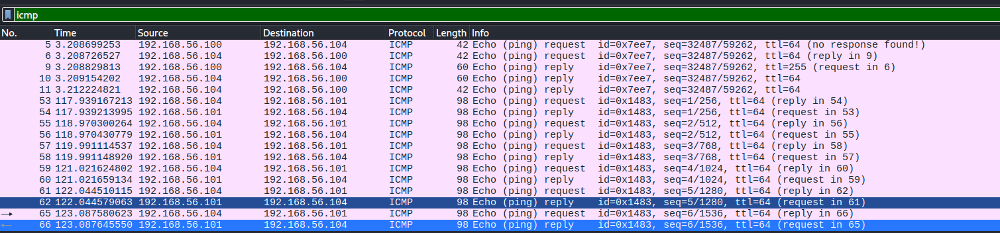 icmp
No. Time Source Destination Protocol Length Info
5 3.208699253 192.168.56.100 192.168.56.104 ICMP 42 Echo (ping) request id=0x7ee7, seq=32487/59262, ttl=64 (no response found!)
6 3.208726527 192.168.56.104 192.168.56.100 ICMP 42 Echo (ping) request id=0x7ee7, seq=32487/59262, ttl=64 (reply in 9)
9 3.208829813 192.168.56.100 192.168.56.104 ICMP 60 Echo (ping) reply id=0x7ee7, seq=32487/59262, ttl=255 (request in 6)
10 3.209154202 192.168.56.104 192.168.56.100 ICMP 60 Echo (ping) reply id=0x7ee7, seq=32487/59262, ttl=64
11 3.212224821 192.168.56.104 192.168.56.100 ICMP 42 Echo (ping) reply id=0x7ee7, seq=32487/59262, ttl=64
53 117.939167213 192.168.56.104 192.168.56.101 ICMP 98 Echo (ping) request id=0x1483, seq=1/256, ttl=64 (reply in 54)
54 117.939213995 192.168.56.101 192.168.56.104 ICMP 98 Echo (ping) reply id=0x1483, seq=1/256, ttl=64 (request in 53)
55 118.970300264 192.168.56.104 192.168.56.101 ICMP 98 Echo (ping) request id=0x1483, seq=2/512, ttl=64 (reply in 56)
56 118.970430779 192.168.56.101 192.168.56.104 ICMP 98 Echo (ping) reply id=0x1483, seq=2/512, ttl=64 (request in 55)
57 119.991114537 192.168.56.104 192.168.56.101 ICMP 98 Echo (ping) request id=0x1483, seq=3/768, ttl=64 (reply in 58)
58 119.991148920 192.168.56.101 192.168.56.104 ICMP 98 Echo (ping) reply id=0x1483, seq=3/768, ttl=64 (request in 57)
59 121.021624802 192.168.56.104 192.168.56.101 ICMP 98 Echo (ping) request id=0x1483, seq=4/1024, ttl=64 (reply in 60)
60 121.021659134 192.168.56.101 192.168.56.104 ICMP 98 Echo (ping) reply id=0x1483, seq=4/1024, ttl=64 (request in 59)
61 122.044510115 192.168.56.104 192.168.56.101 ICMP 98 Echo (ping) request id=0x1483, seq=5/1280, ttl=64 (reply in 62)
62 122.044579063 192.168.56.101 192.168.56.104 ICMP 98 Echo (ping) reply id=0x1483, seq=5/1280, ttl=64 (request in 61)
65 123.087580623 192.168.56.104 192.168.56.101 ICMP 98 Echo (ping) request id=0x1483, seq=6/1536, ttl=64 (reply in 66)
66 123.087645550 192.168.56.101 192.168.56.104 ICMP 98 Echo (ping) reply id=0x1483, seq=6/1536, ttl=64 (request in 65)